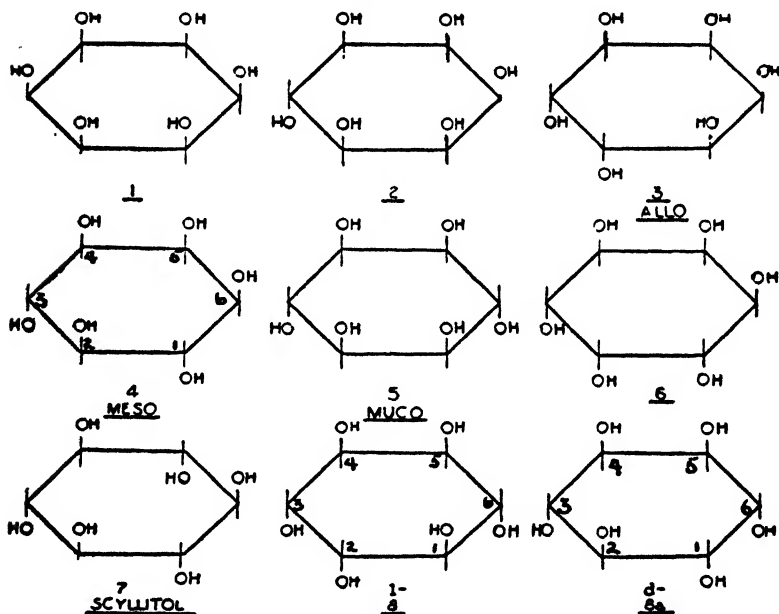 OH OH OH OH OH OH
HO OH OH OH
OH HO HO OH OH OH HO
OH
1 2 3
ALLO
OH OH OH OH OH OH
4 5
OH OH
3 6
HO OH HO OH OH OH OH
2 1
OH OH OH
4 5 6
MESO MUCO
OH OH OH OH OH
4 5 4 5
HO OH
3 6 3 6
HO OH OH HO OH HO OH OH
2 1 2 1
OH OH OH
7 l- d-
SCYLLITOL 8 8a